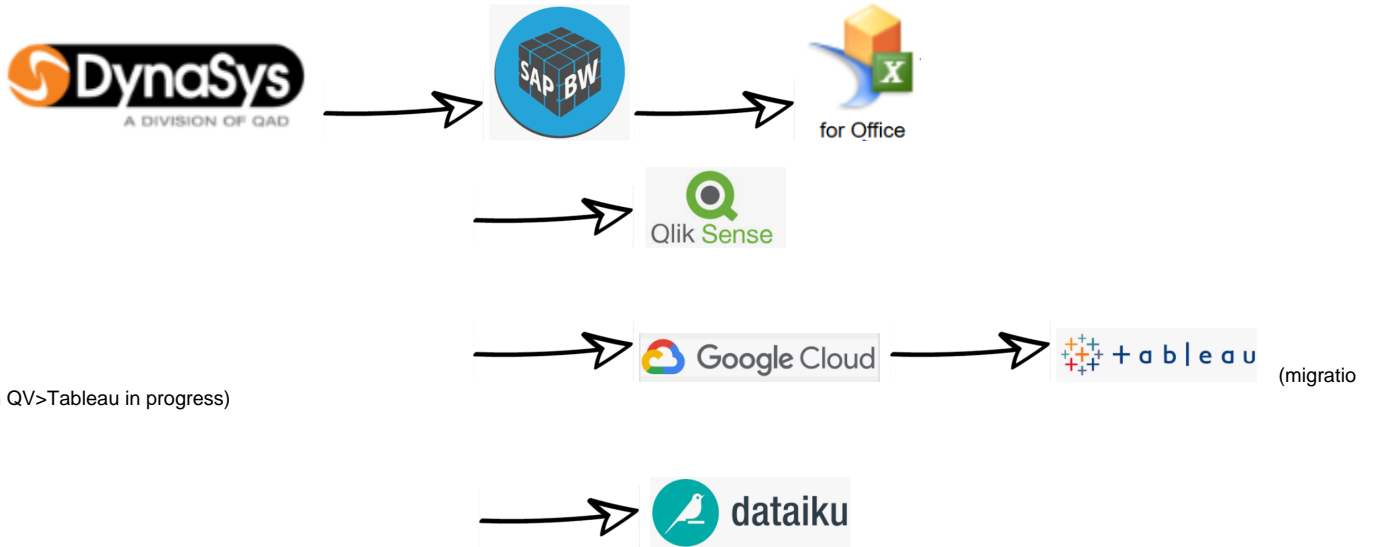 DynaSys
A DIVISION OF QAD
SAP BW
X
for Office
Qlik Sense
Google Cloud
+ a b | e a u
(migratio
QV>Tableau in progress)
dataiku